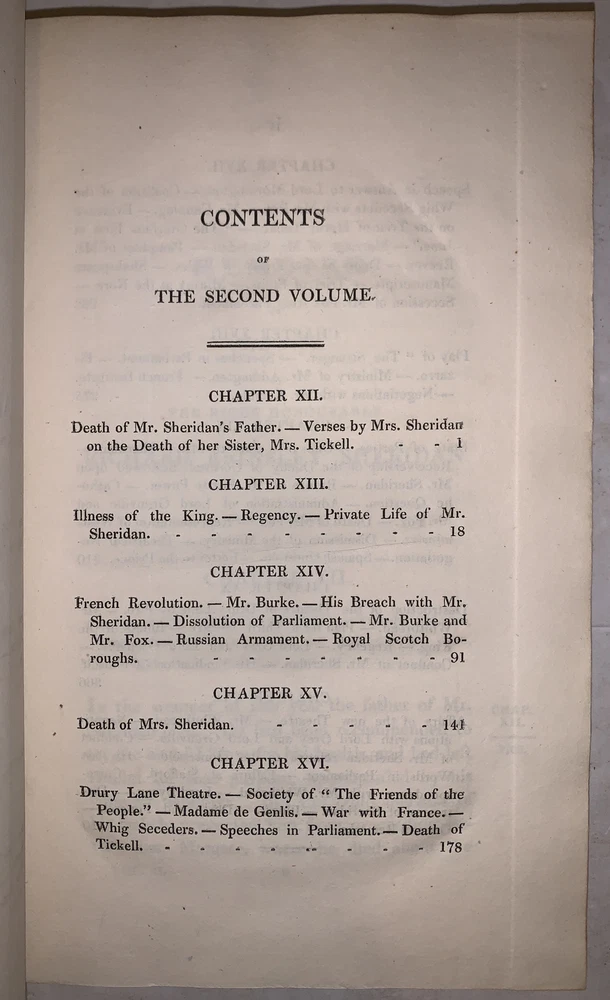 CONTENTS
OF
THE SECOND VOLUME.
CHAPTER XII.
Death of Mr. Sheridan's Father. — Verses by Mrs. Sheridan
on the Death of her Sister, Mrs. Tickell. - - 1
CHAPTER XIII.
Illness of the King. — Regency. — Private Life of Mr.
Sheridan. - - - - - - - - 18
CHAPTER XIV.
French Revolution. — Mr. Burke. — His Breach with Mr.
Sheridan. — Dissolution of Parliament. — Mr. Burke and
Mr. Fox. — Russian Armament. — Royal Scotch Bo-
roughs. - - - - - - - 91
CHAPTER XV.
Death of Mrs. Sheridan. - - - - - 141
CHAPTER XVI.
Drury Lane Theatre. — Society of “ The Friends of the
People.” — Madame de Genlis. — War with France. —
Whig Seceders. — Speeches in Parliament. — Death of
Tickell. - - - - - - - - 178